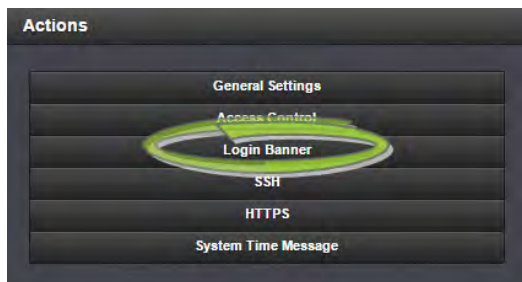 Actions
General Settings
Access Control
Login Banner
SSH
HTTPS
System Time Message